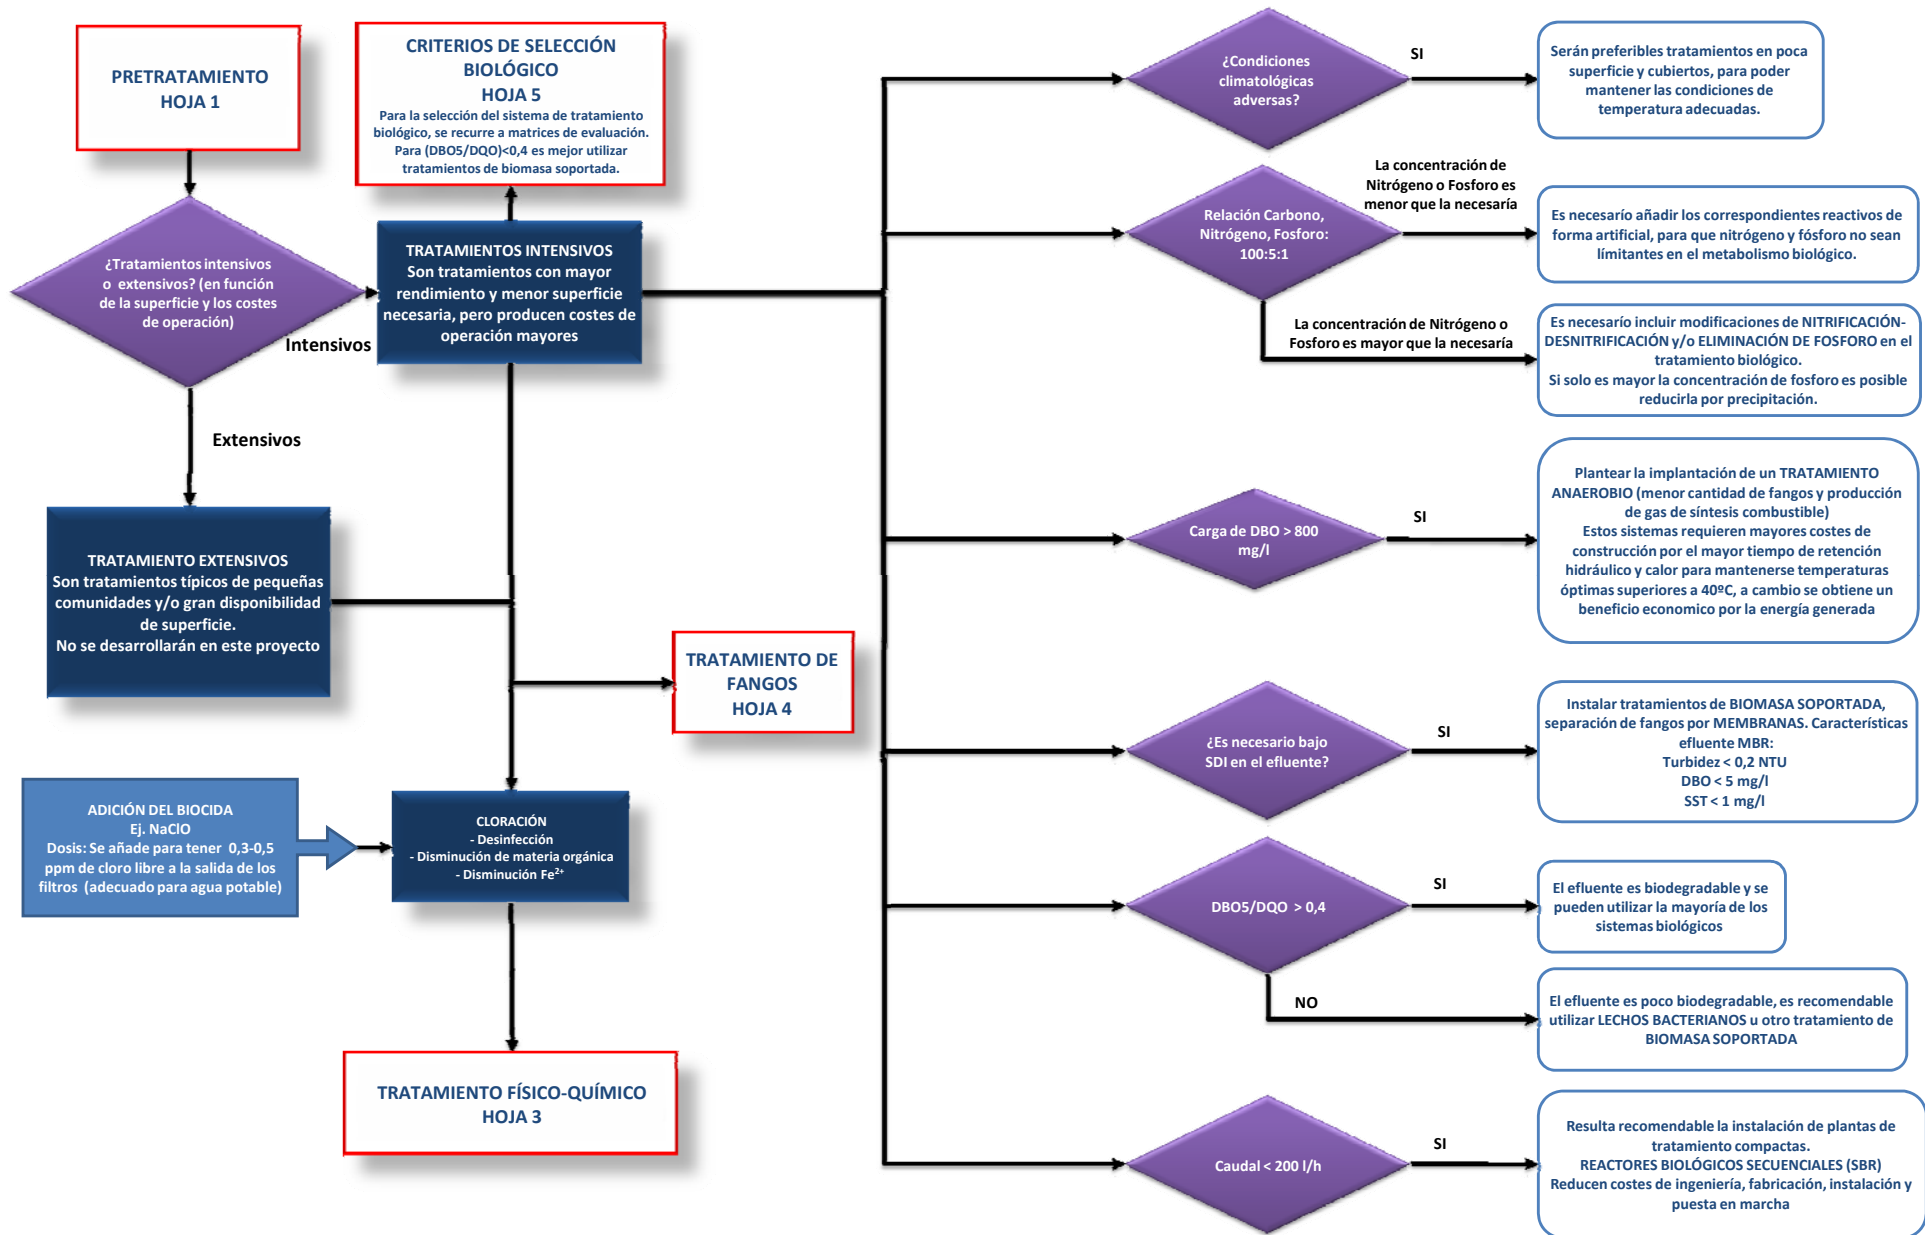 PRETRATAMIENTO
HOJA 1
CRITERIOS DE SELECCIÓN
BIOLÓGICO
HOJA 5
Para la selección del sistema de tratamiento
biológico, se recurre a matrices de evaluación.
Para (DBO5/DQO)<0,4 es mejor utilizar
tratamientos de biomasa soportada.
¿Tratamientos intensivos
o extensivos? (en función
de la superficie y los costes
de operación)
Intensivos
Extensivos
TRATAMIENTOS INTENSIVOS
Son tratamientos con mayor
rendimiento y menor superficie
necesaria, pero producen costes de
operación mayores
TRATAMIENTO EXTENSIVOS
Son tratamientos típicos de pequeñas
comunidades y/o gran disponibilidad
de superficie.
No se desarrollarán en este proyecto
TRATAMIENTO DE
FANGOS
HOJA 4
ADICIÓN DEL BIOCIDA
Ej. NaClO
Dosis: Se añade para tener 0,3-0,5
ppm de cloro libre a la salida de los
filtros (adecuado para agua potable)
CLORACIÓN
- Desinfección
- Disminución de materia orgánica
- Disminución Fe²⁺
TRATAMIENTO FÍSICO-QUÍMICO
HOJA 3
¿Condiciones
climatológicas
adversas?
SI
Serán preferibles tratamientos en poca
superficie y cubiertos, para poder
mantener las condiciones de
temperatura adecuadas.
Relación Carbono,
Nitrógeno, Fosforo:
100:5:1
La concentración de
Nitrógeno o Fosforo es
menor que la necesaría
Es necesarío añadir los correspondientes reactivos de
forma artificial, para que nitrógeno y fósforo no sean
límitantes en el metabolismo biológico.
La concentración de Nitrógeno o
Fosforo es mayor que la necesaría
Es necesarío incluir modificaciones de NITRIFICACIÓN-
DESNITRIFICACIÓN y/o ELIMINACIÓN DE FOSFORO en el
tratamiento biológico.
Si solo es mayor la concentración de fosforo es posible
reducirla por precipitación.
Carga de DBO > 800
mg/l
SI
Plantear la implantación de un TRATAMIENTO
ANAEROBIO (menor cantidad de fangos y producción
de gas de síntesis combustible)
Estos sistemas requieren mayores costes de
construcción por el mayor tiempo de retención
hidráulico y calor para mantenerse temperaturas
óptimas superiores a 40ºC, a cambio se obtiene un
beneficio economico por la energía generada
¿Es necesario bajo
SDI en el efluente?
SI
Instalar tratamientos de BIOMASA SOPORTADA,
separación de fangos por MEMBRANAS. Características
efluente MBR:
Turbidez < 0,2 NTU
DBO < 5 mg/l
SST < 1 mg/l
DBO5/DQO > 0,4
SI
El efluente es biodegradable y se
pueden utilizar la mayoría de los
sistemas biológicos
NO
El efluente es poco biodegradable, es recomendable
utilizar LECHOS BACTERIANOS u otro tratamiento de
BIOMASA SOPORTADA
Caudal < 200 l/h
SI
Resulta recomendable la instalación de plantas de
tratamiento compactas.
REACTORES BIOLÓGICOS SECUENCIALES (SBR)
Reducen costes de ingeniería, fabricación, instalación y
puesta en marcha